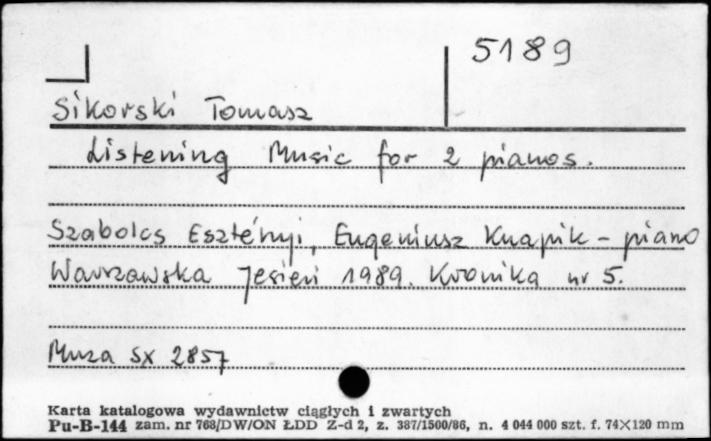 5189
Sikorski Tomasz
Listening Music for 2 pianos.
Szabolcs Esztényi, Eugeniusz Knapik - piano
Warszawska Jesień 1989. Kronika nr 5.
Muza SX 2857
Karta katalogowa wydawnictw ciągłych i zwartych
Pu-B-144 zam. nr 768/DW/ON ŁDD Z-d 2, z. 387/1500/86, n. 4 044 000 szt. f. 74×120 mm